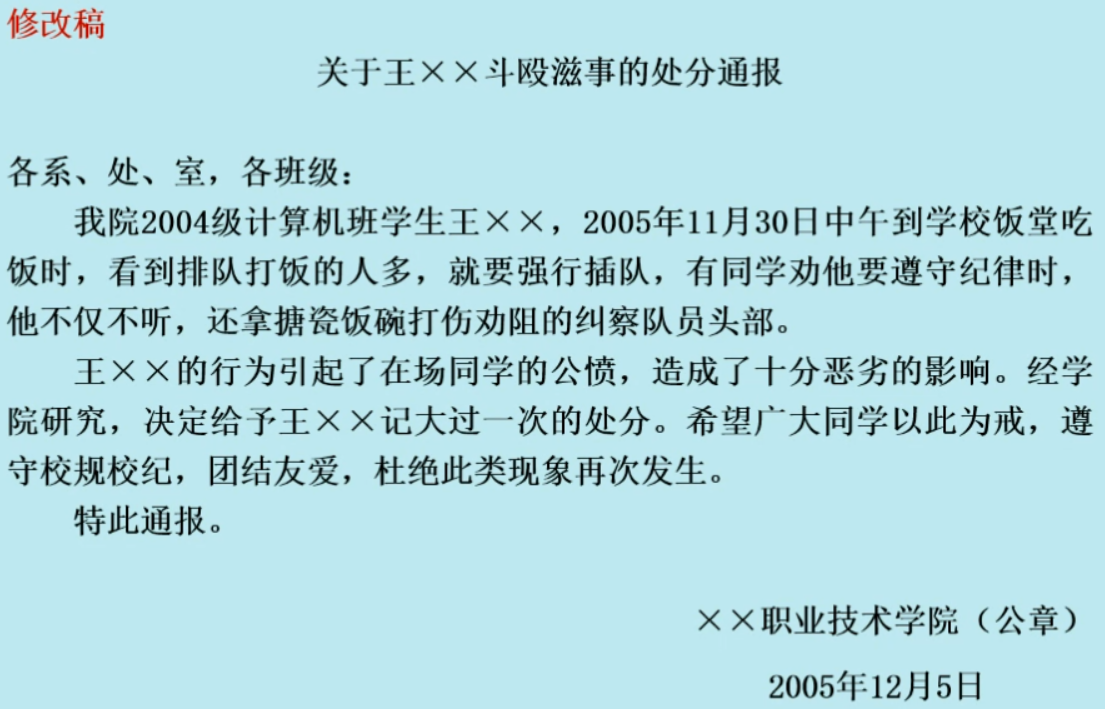 修改稿
关于王××斗殴滋事的处分通报
各系、处、室，各班级：
我院2004级计算机班学生王××，2005年11月30日中午到学校饭堂吃
饭时，看到排队打饭的人多，就要强行插队，有同学劝他要遵守纪律时，
他不仅不听，还拿搪瓷饭碗打伤劝阻的纠察队员头部。
王××的行为引起了在场同学的公愤，造成了十分恶劣的影响。经学
院研究，决定给予王××记大过一次的处分。希望广大同学以此为戒，遵
守校规校纪，团结友爱，杜绝此类现象再次发生。
特此通报。
××职业技术学院（公章）
2005年12月5日